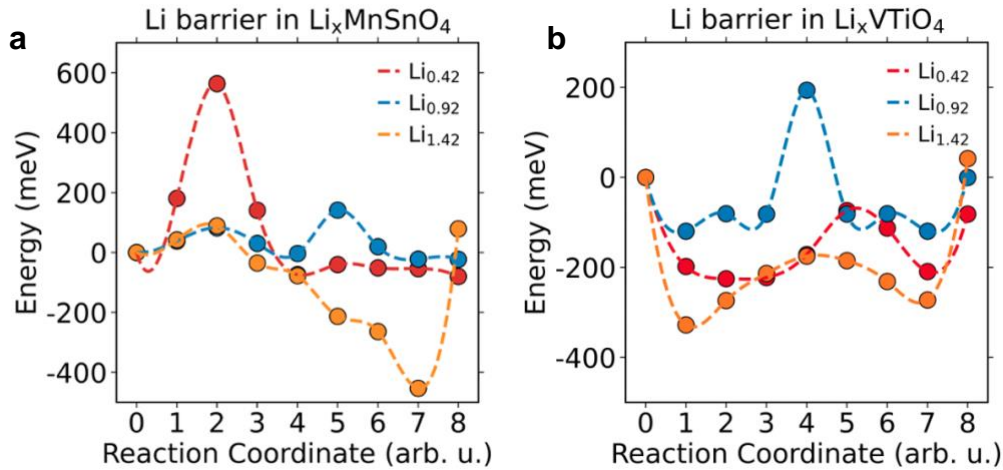 a
Li barrier in LiₓMnSnO₄
Energy (meV)
600
400
200
0
-200
-400
Li₀.₄₂
Li₀.₉₂
Li₁.₄₂
0 1 2 3 4 5 6 7 8
Reaction Coordinate (arb. u.)
b
Li barrier in LiₓVTiO₄
Energy (meV)
200
0
-200
-400
Li₀.₄₂
Li₀.₉₂
Li₁.₄₂
0 1 2 3 4 5 6 7 8
Reaction Coordinate (arb. u.)